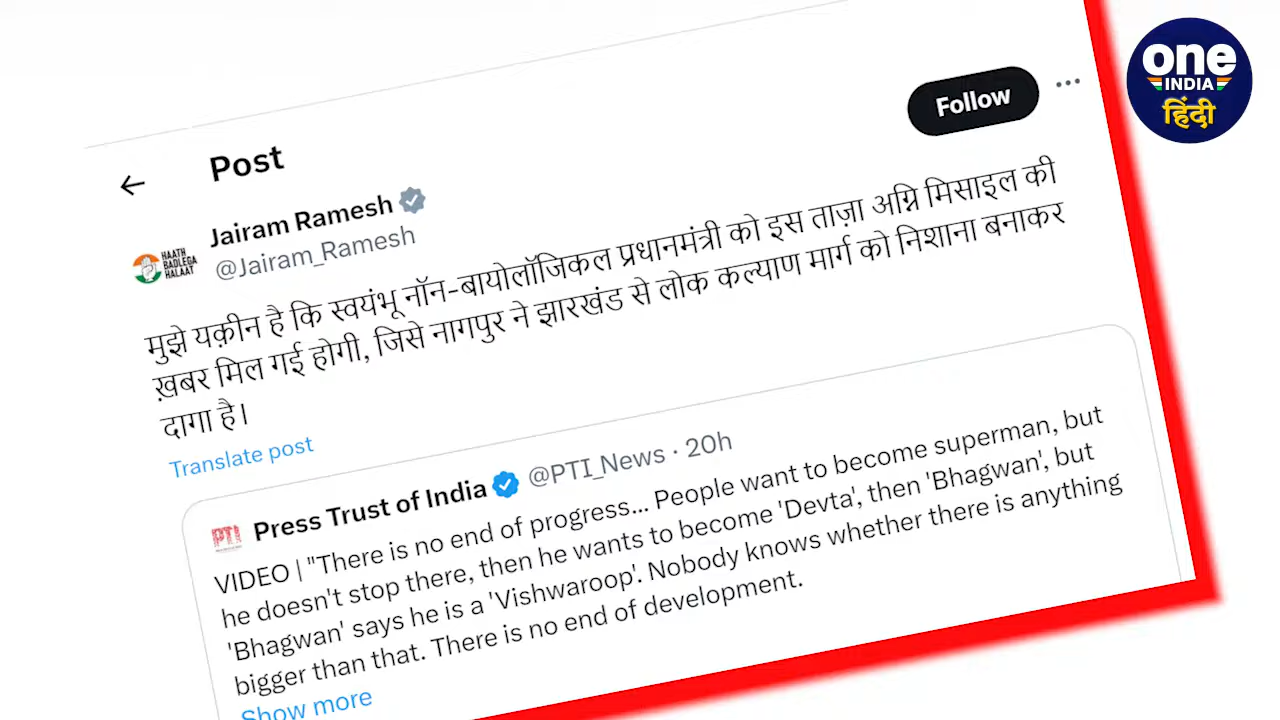 one
INDIA
हिंदी
Follow
Post
Jairam Ramesh
@Jairam_Ramesh
HAATH
BADLEGA
HALAAT
मुझे यक़ीन है कि स्वयंभू नॉन-बायोलॉजिकल प्रधानमंत्री को इस ताज़ा अग्नि मिसाइल की
ख़बर मिल गई होगी, जिसे नागपुर ने झारखंड से लोक कल्याण मार्ग को निशाना बनाकर
दागा है।
Translate post
PTI
Press Trust of India @PTI_News · 20h
VIDEO | "There is no end of progress... People want to become superman, but
he doesn't stop there, then he wants to become 'Devta', then 'Bhagwan', but
'Bhagwan' says he is a 'Vishwaroop'. Nobody knows whether there is anything
bigger than that. There is no end of development.
Show more